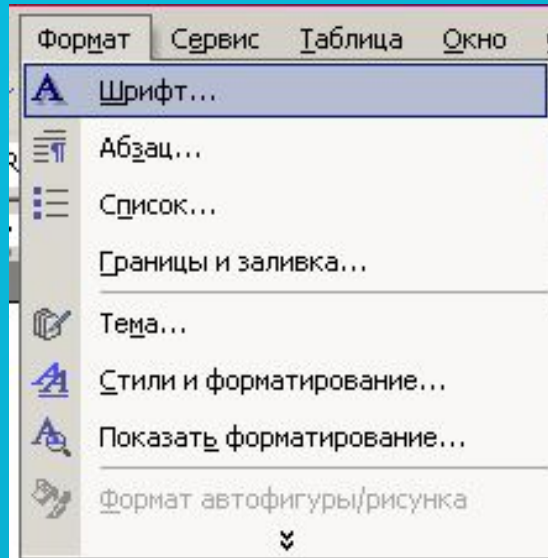 Формат Сервис Таблица Окно
Шрифт...
Абзац...
Список...
Границы и заливка...
Тема...
Стили и форматирование...
Показать форматирование...
Формат автофигуры/рисунка